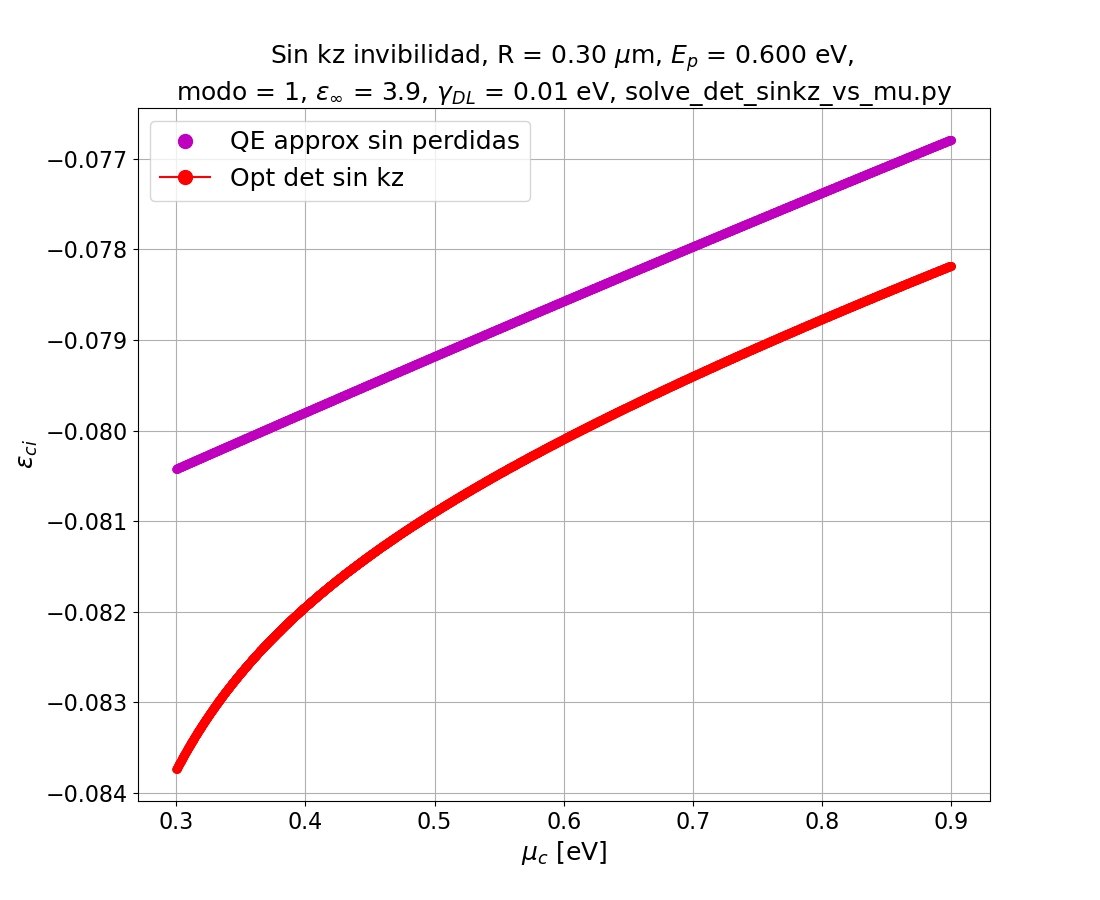 Sin kz invibilidad, R = 0.30 μm, E_p = 0.600 eV,
modo = 1, ε_∞ = 3.9, γ_DL = 0.01 eV, solve_det_sinkz_vs_mu.py
QE approx sin perdidas
Opt det sin kz
−0.077
−0.078
−0.079
−0.080
−0.081
−0.082
−0.083
−0.084
ε_ci
0.3 0.4 0.5 0.6 0.7 0.8 0.9
μ_c [eV]